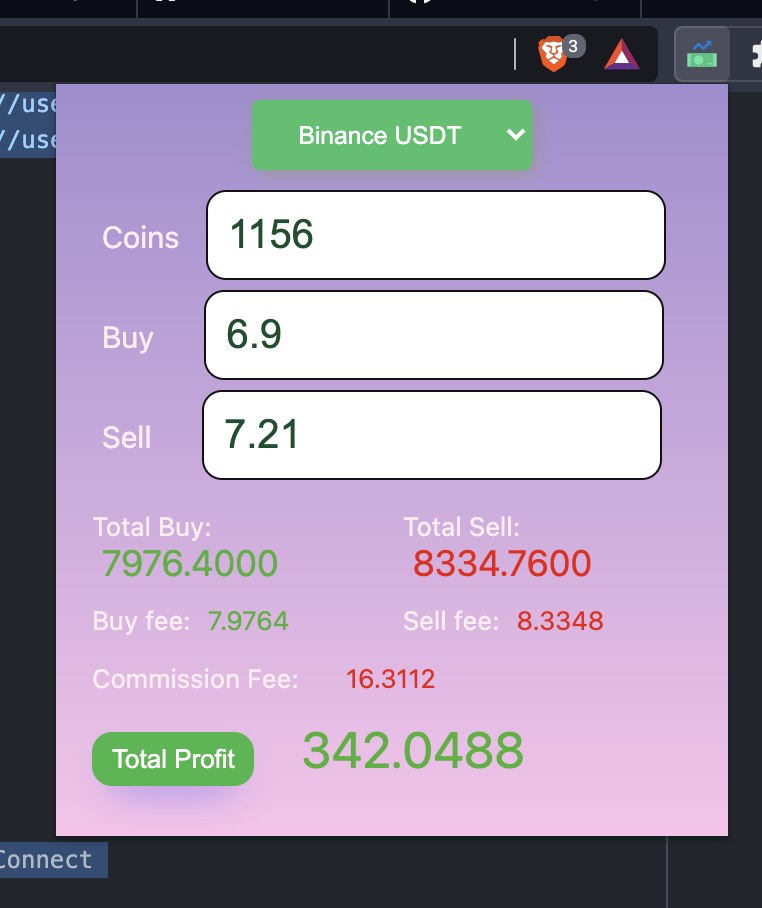 3
//use
//use
Binance USDT
Coins 1156
Buy 6.9
Sell 7.21
Total Buy: Total Sell:
7976.4000 8334.7600
Buy fee: 7.9764 Sell fee: 8.3348
Commission Fee: 16.3112
Total Profit 342.0488
Connect